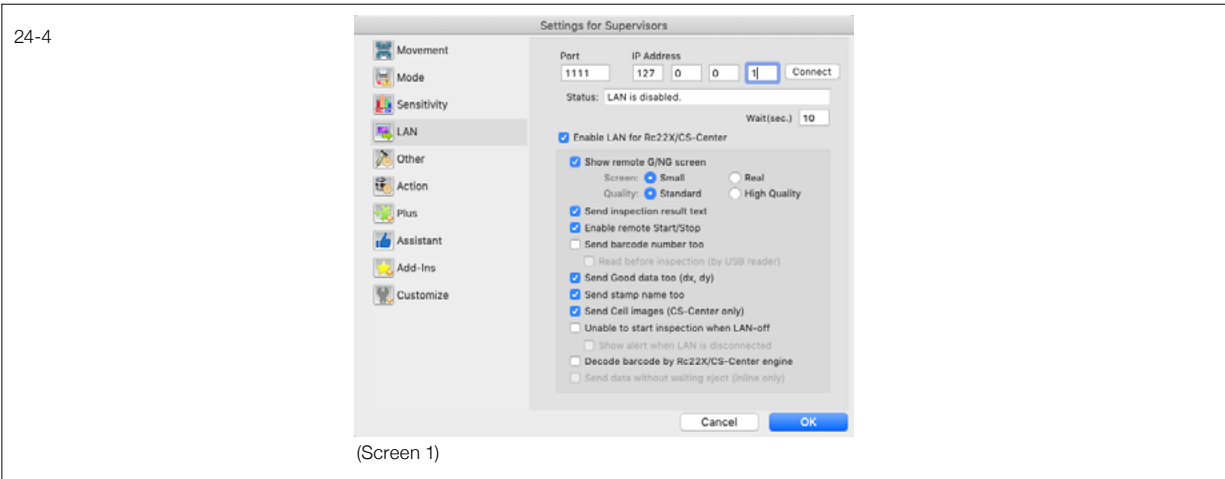 24-4
Settings for Supervisors
Movement
Mode
Sensitivity
LAN
Other
Action
Plus
Assistant
Add-Ins
Customize
Port IP Address
1111 127 0 0 1 Connect
Status: LAN is disabled.
Wait(sec.) 10
Enable LAN for Rc22X/CS-Center
Show remote G/NG screen
Screen: Small Real
Quality: Standard High Quality
Send inspection result text
Enable remote Start/Stop
Send barcode number too
Read before inspection (by USB reader)
Send Good data too (dx, dy)
Send stamp name too
Send Cell images (CS-Center only)
Unable to start inspection when LAN-off
Show alert when LAN is disconnected
Decode barcode by Rc22X/CS-Center engine
Send data without waiting eject (inline only)
Cancel OK
(Screen 1)